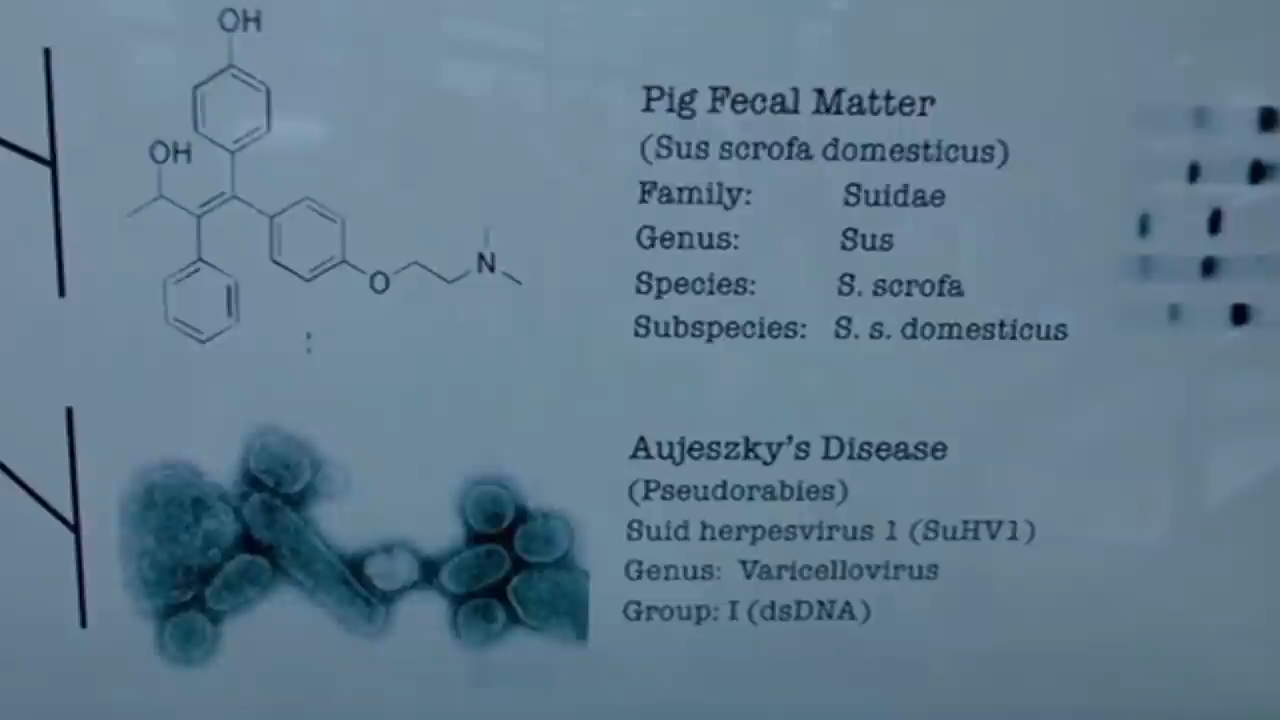 OH
OH
O
N
Pig Fecal Matter
(Sus scrofa domesticus)
Family: Suidae
Genus: Sus
Species: S. scrofa
Subspecies: S. s. domesticus
Aujeszky's Disease
(Pseudorabies)
Suid herpesvirus 1 (SuHV1)
Genus: Varicellovirus
Group: I (dsDNA)